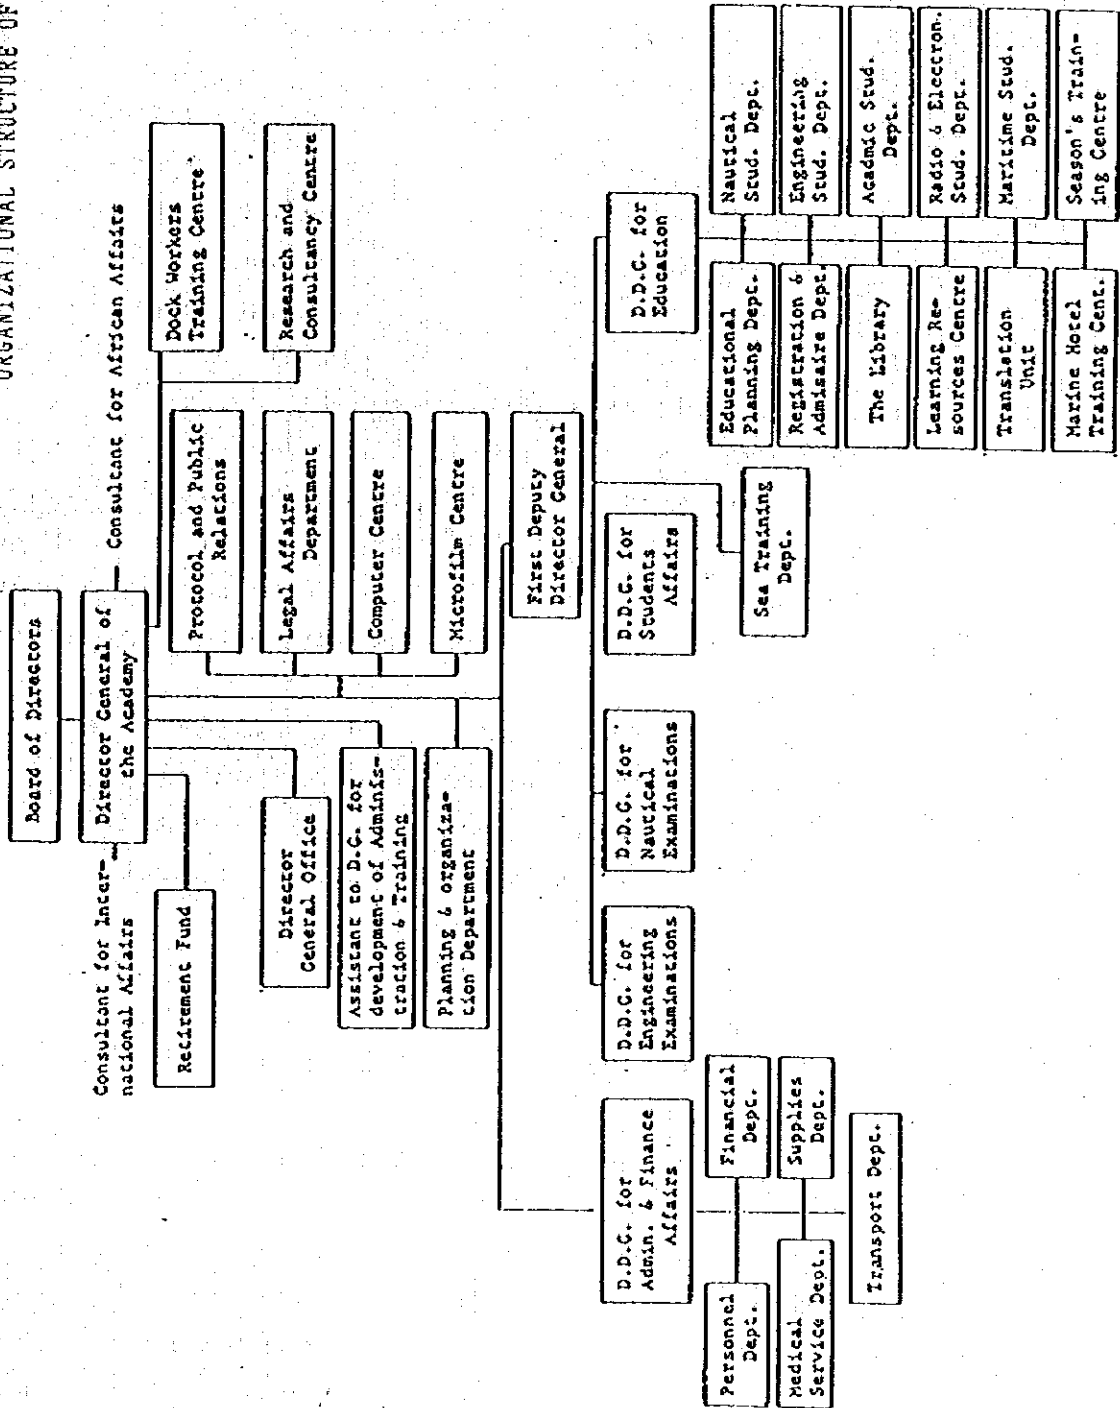 ORGANIZATIONAL STRUCTURE OF
Board of Directors
Consultant for Inter-
national Affairs
Director General of
the Academy
Consultant for African Affairs
Retirement Fund
Dock Workers
Training Centre
Research and
Consultancy Centre
Protocol and Public
Relations
Director
General Office
Legal Affairs
Department
Assistant to D.G. for
development of Adminis-
tration & Training
Computer Centre
Planning & organiza-
tion Department
Microfilm Centre
First Deputy
Director General
D.D.G. for
Admin. & Finance
Affairs
D.D.G. for
Engineering
Examinations
D.D.G. for
Nautical
Examinations
D.D.G. for
Students
Affairs
D.D.G. for
Education
Personnel
Dept.
Financial
Dept.
Medical
Service Dept.
Supplies
Dept.
Transport Dept.
Sea Training
Dept.
Educational
Planning Dept.
Nautical
Stud. Dept.
Registration &
Admisaire Dept.
Engineering
Stud. Dept.
The Library
Acadmic Stud.
Dept.
Learning Re-
sources Centre
Radio & Electron.
Stud. Dept.
Translation
Unit
Maritime Stud.
Dept.
Marine Hotel
Training Cent.
Season's Train-
ing Centre